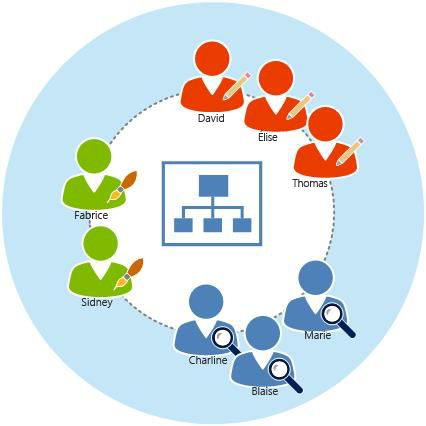 David
Élise
Thomas
Fabrice
Sidney
Marie
Charline
Blaise